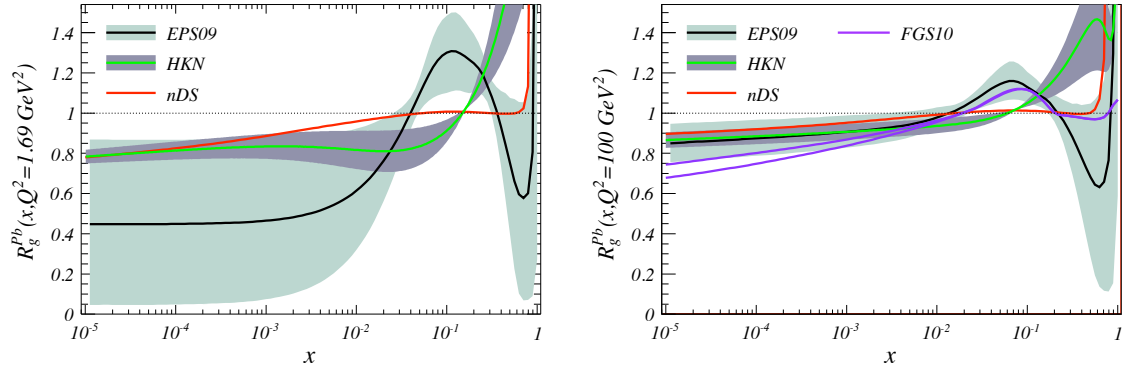 R_g^Pb(x,Q^2=1.69 GeV^2)
1.4
1.2
1
0.8
0.6
0.4
0.2
0
EPS09
HKN
nDS
10^-5 10^-4 10^-3 10^-2 10^-1 1
x
R_g^Pb(x,Q^2=100 GeV^2)
1.4
1.2
1
0.8
0.6
0.4
0.2
0
EPS09 FGS10
HKN
nDS
10^-5 10^-4 10^-3 10^-2 10^-1 1
x